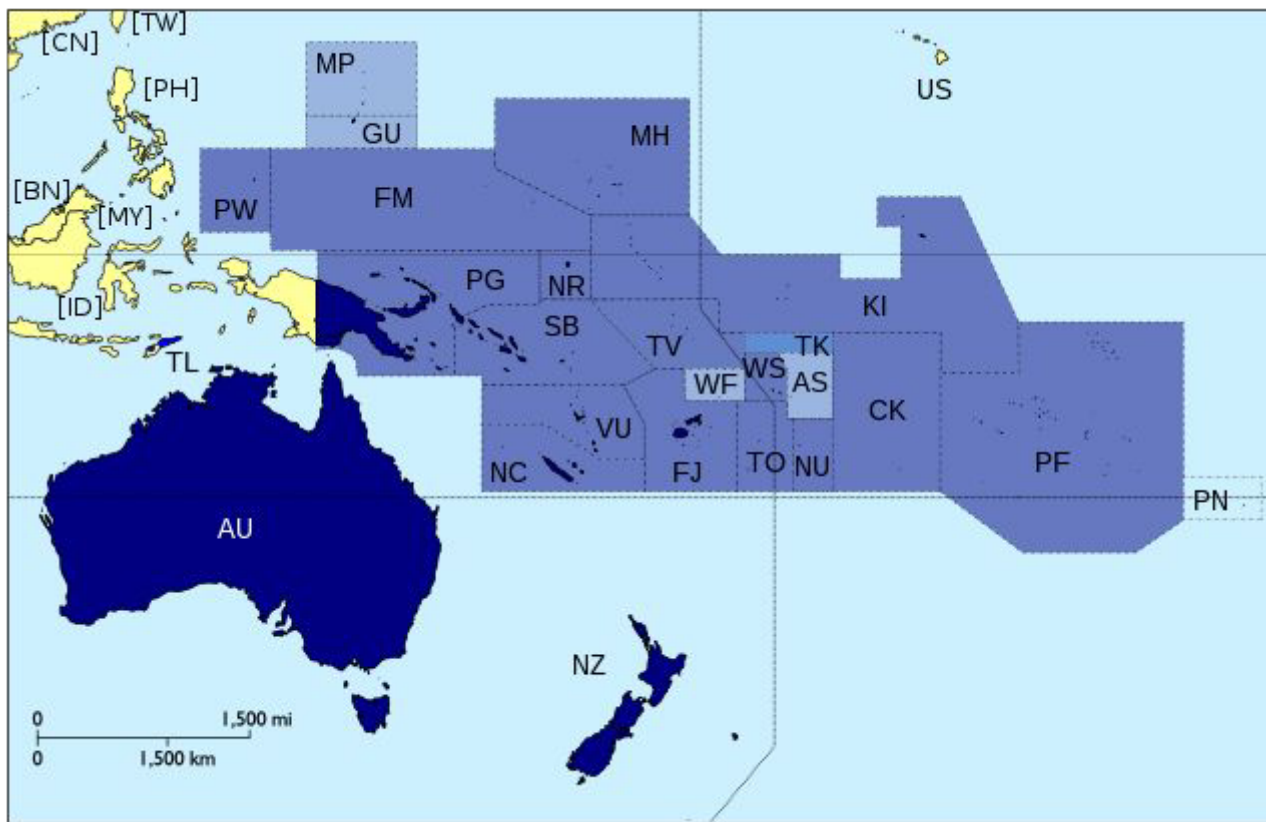 [TW]
[CN]
MP
[PH]
US
GU
MH
[BN]
[MY]
PW
FM
PG
NR
KI
[ID]
SB
TV
TK
TL
WS
WF
AS
CK
VU
NC
FJ
TO
NU
PF
PN
AU
NZ
0 1,500 mi
0 1,500 km